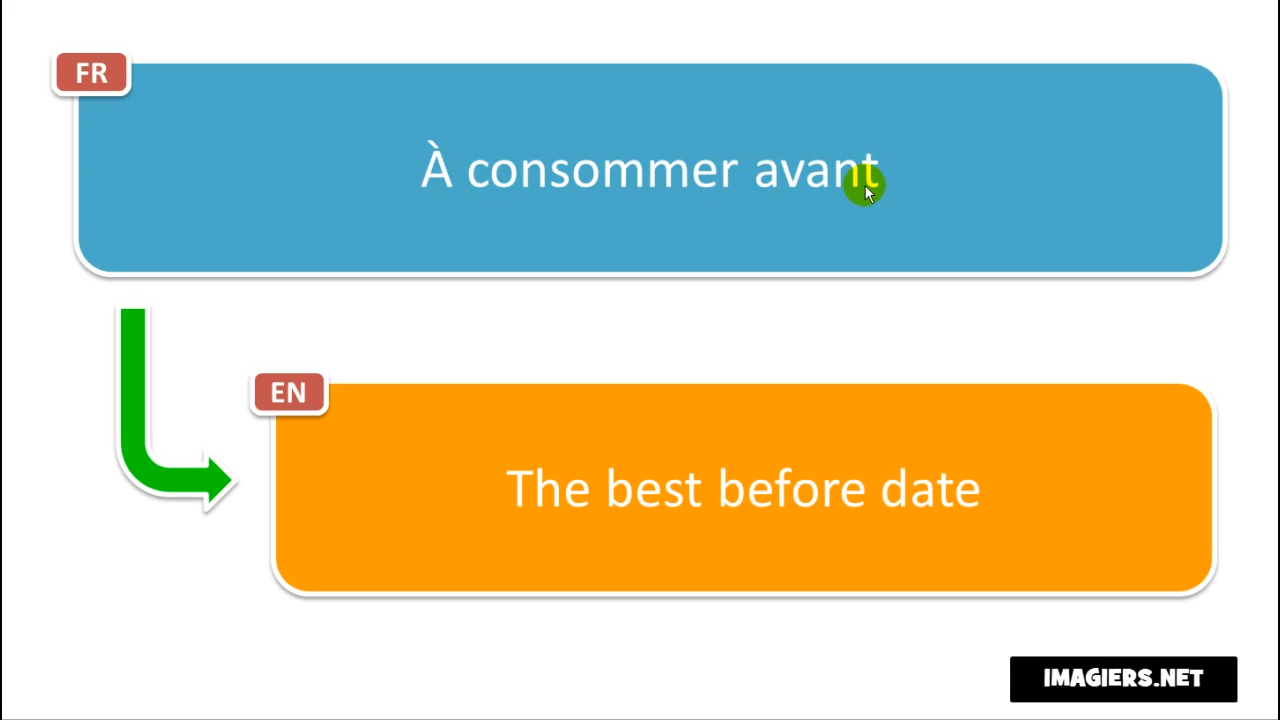 FR
À consommer avant
EN
The best before date
IMAGIERS.NET